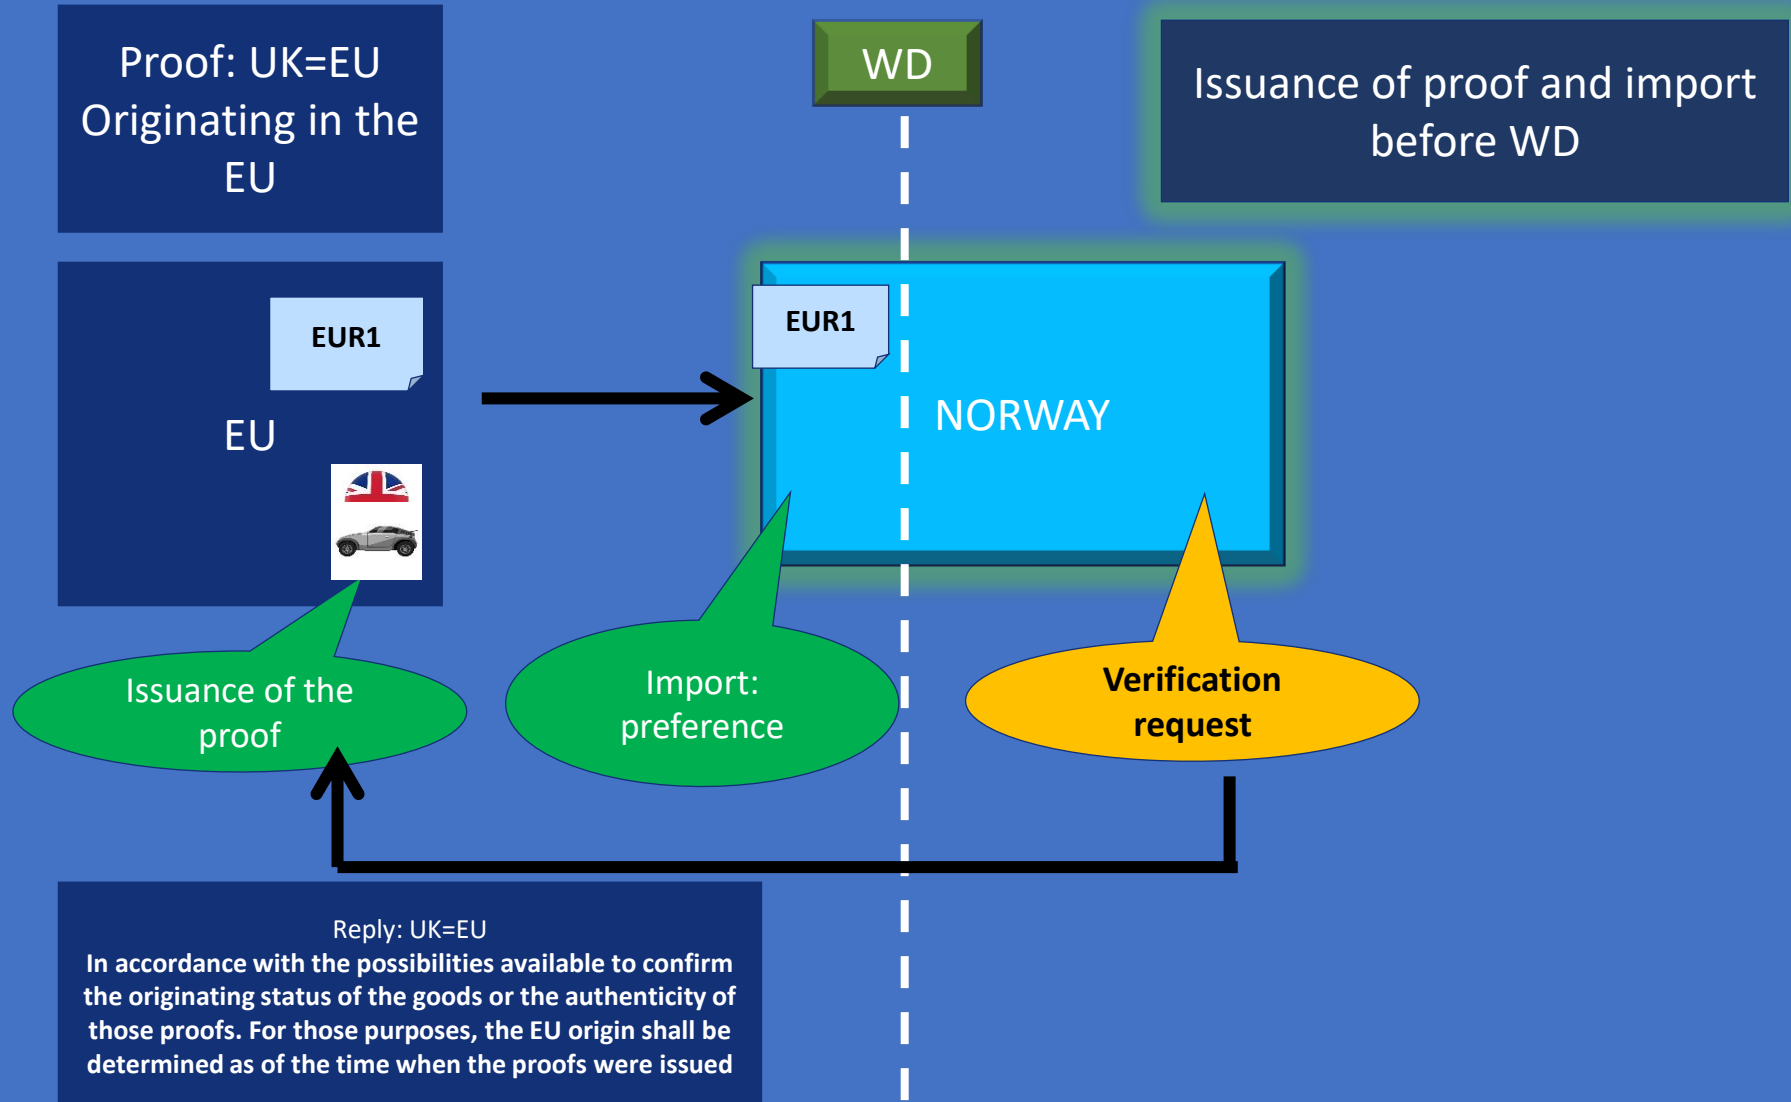 Proof: UK=EU
Originating in the
EU
WD
Issuance of proof and import
before WD
EUR1
EU
EUR1
NORWAY
Issuance of the
proof
Import:
preference
Verification
request
Reply: UK=EU
In accordance with the possibilities available to confirm
the originating status of the goods or the authenticity of
those proofs. For those purposes, the EU origin shall be
determined as of the time when the proofs were issued